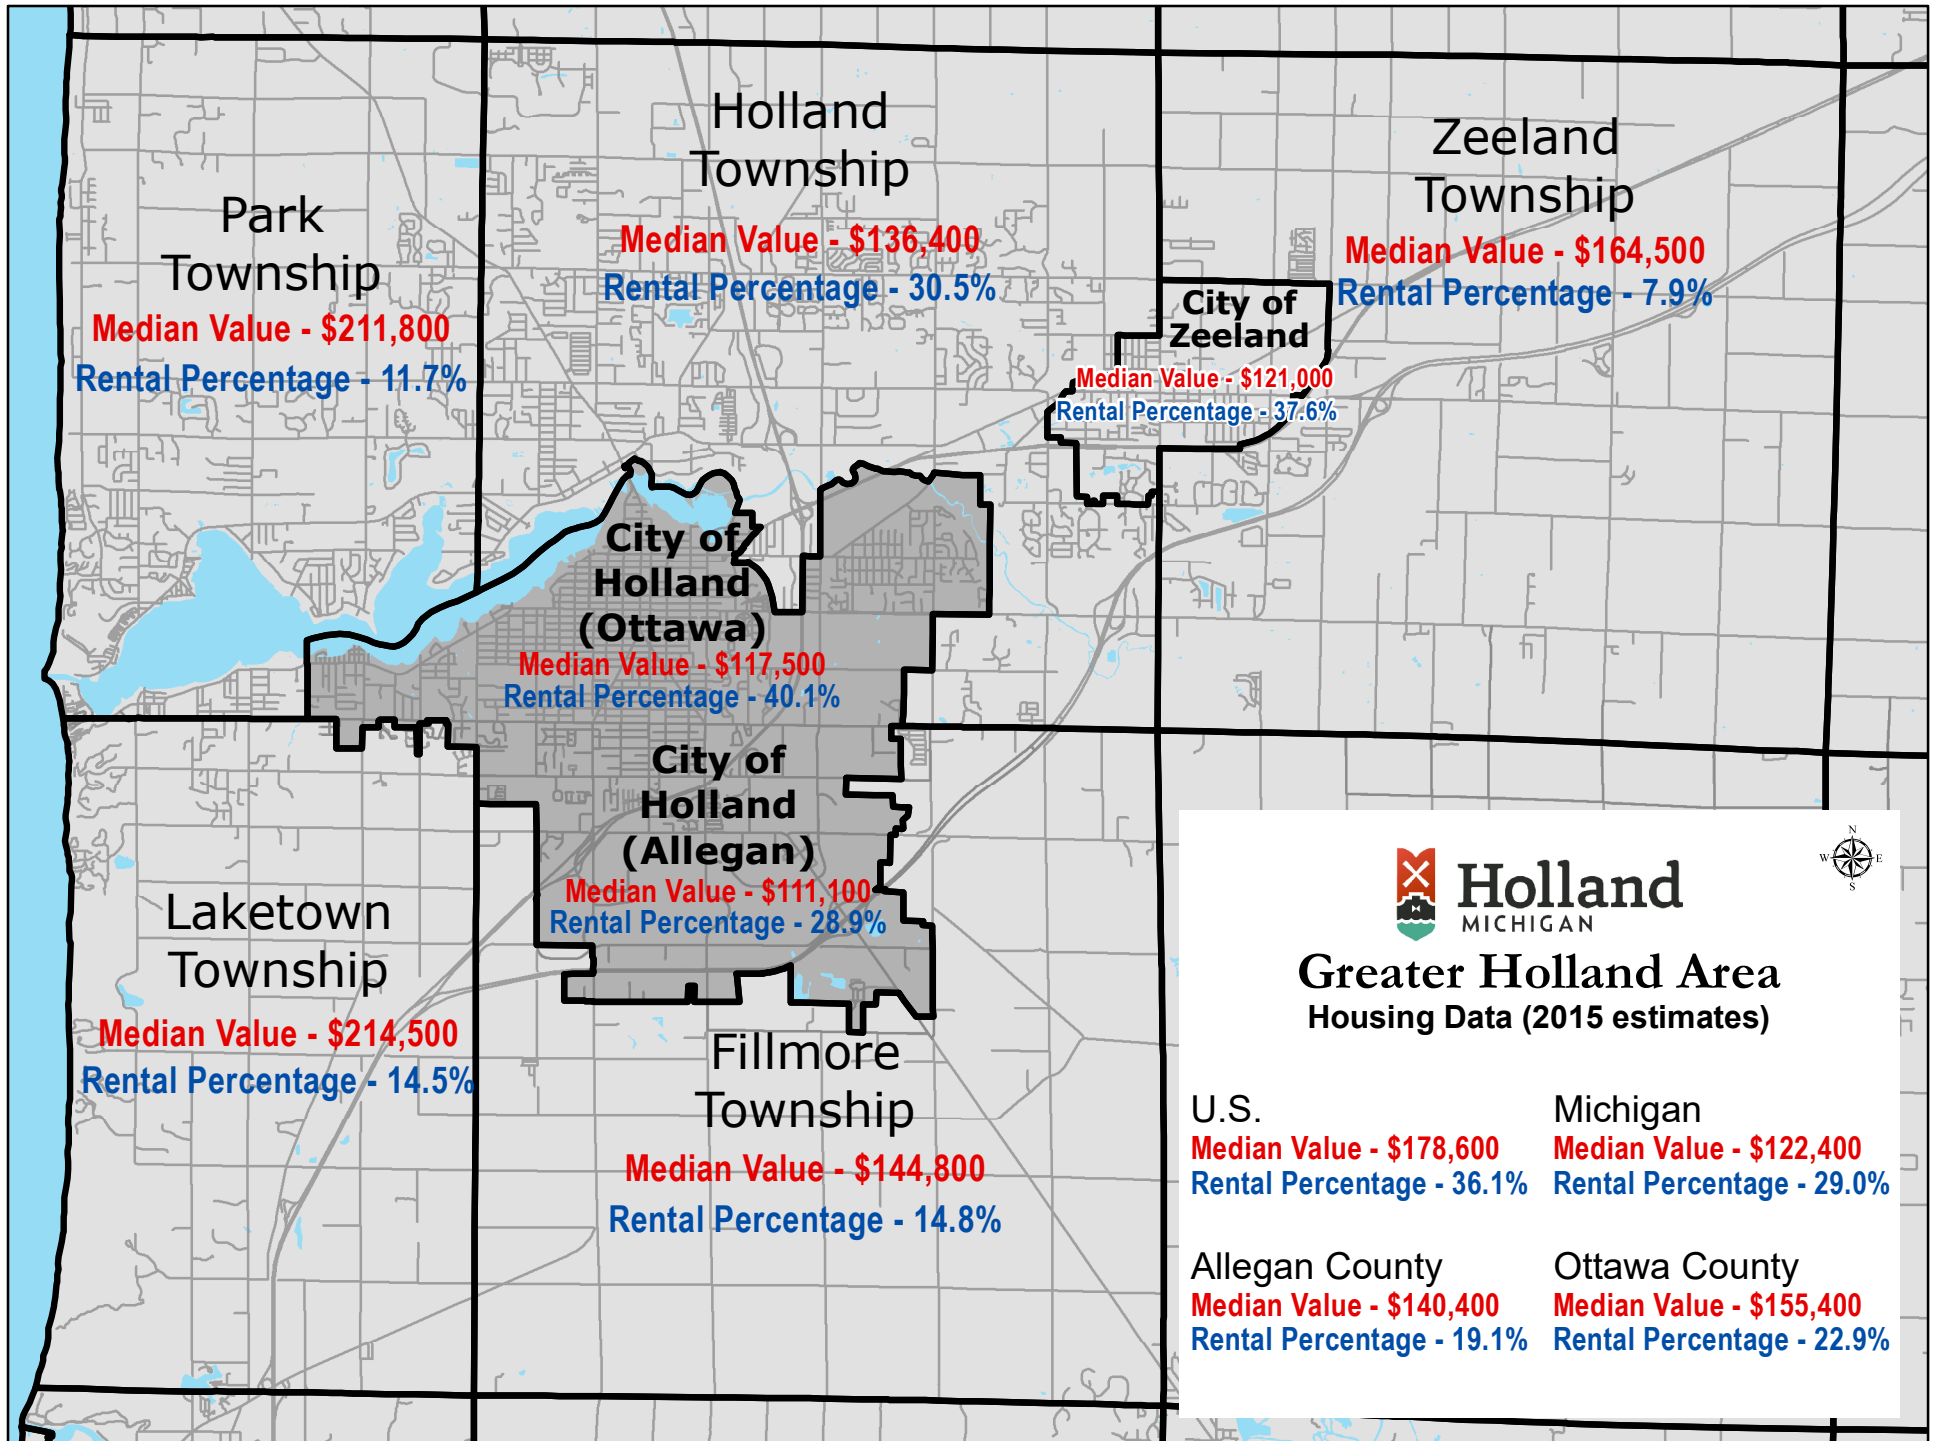 Holland
Township
Median Value - $136,400
Rental Percentage - 30.5%
Zeeland
Township
Median Value - $164,500
Rental Percentage - 7.9%
Park
Township
Median Value - $211,800
Rental Percentage - 11.7%
City of
Zeeland
Median Value - $121,000
Rental Percentage - 37.6%
City of
Holland
(Ottawa)
Median Value - $117,500
Rental Percentage - 40.1%
City of
Holland
(Allegan)
Median Value - $111,100
Rental Percentage - 28.9%
Laketown
Township
Median Value - $214,500
Rental Percentage - 14.5%
Fillmore
Township
Median Value - $144,800
Rental Percentage - 14.8%
N
W E
S
Holland
MICHIGAN
Greater Holland Area
Housing Data (2015 estimates)
U.S.
Median Value - $178,600
Rental Percentage - 36.1%
Michigan
Median Value - $122,400
Rental Percentage - 29.0%
Allegan County
Median Value - $140,400
Rental Percentage - 19.1%
Ottawa County
Median Value - $155,400
Rental Percentage - 22.9%